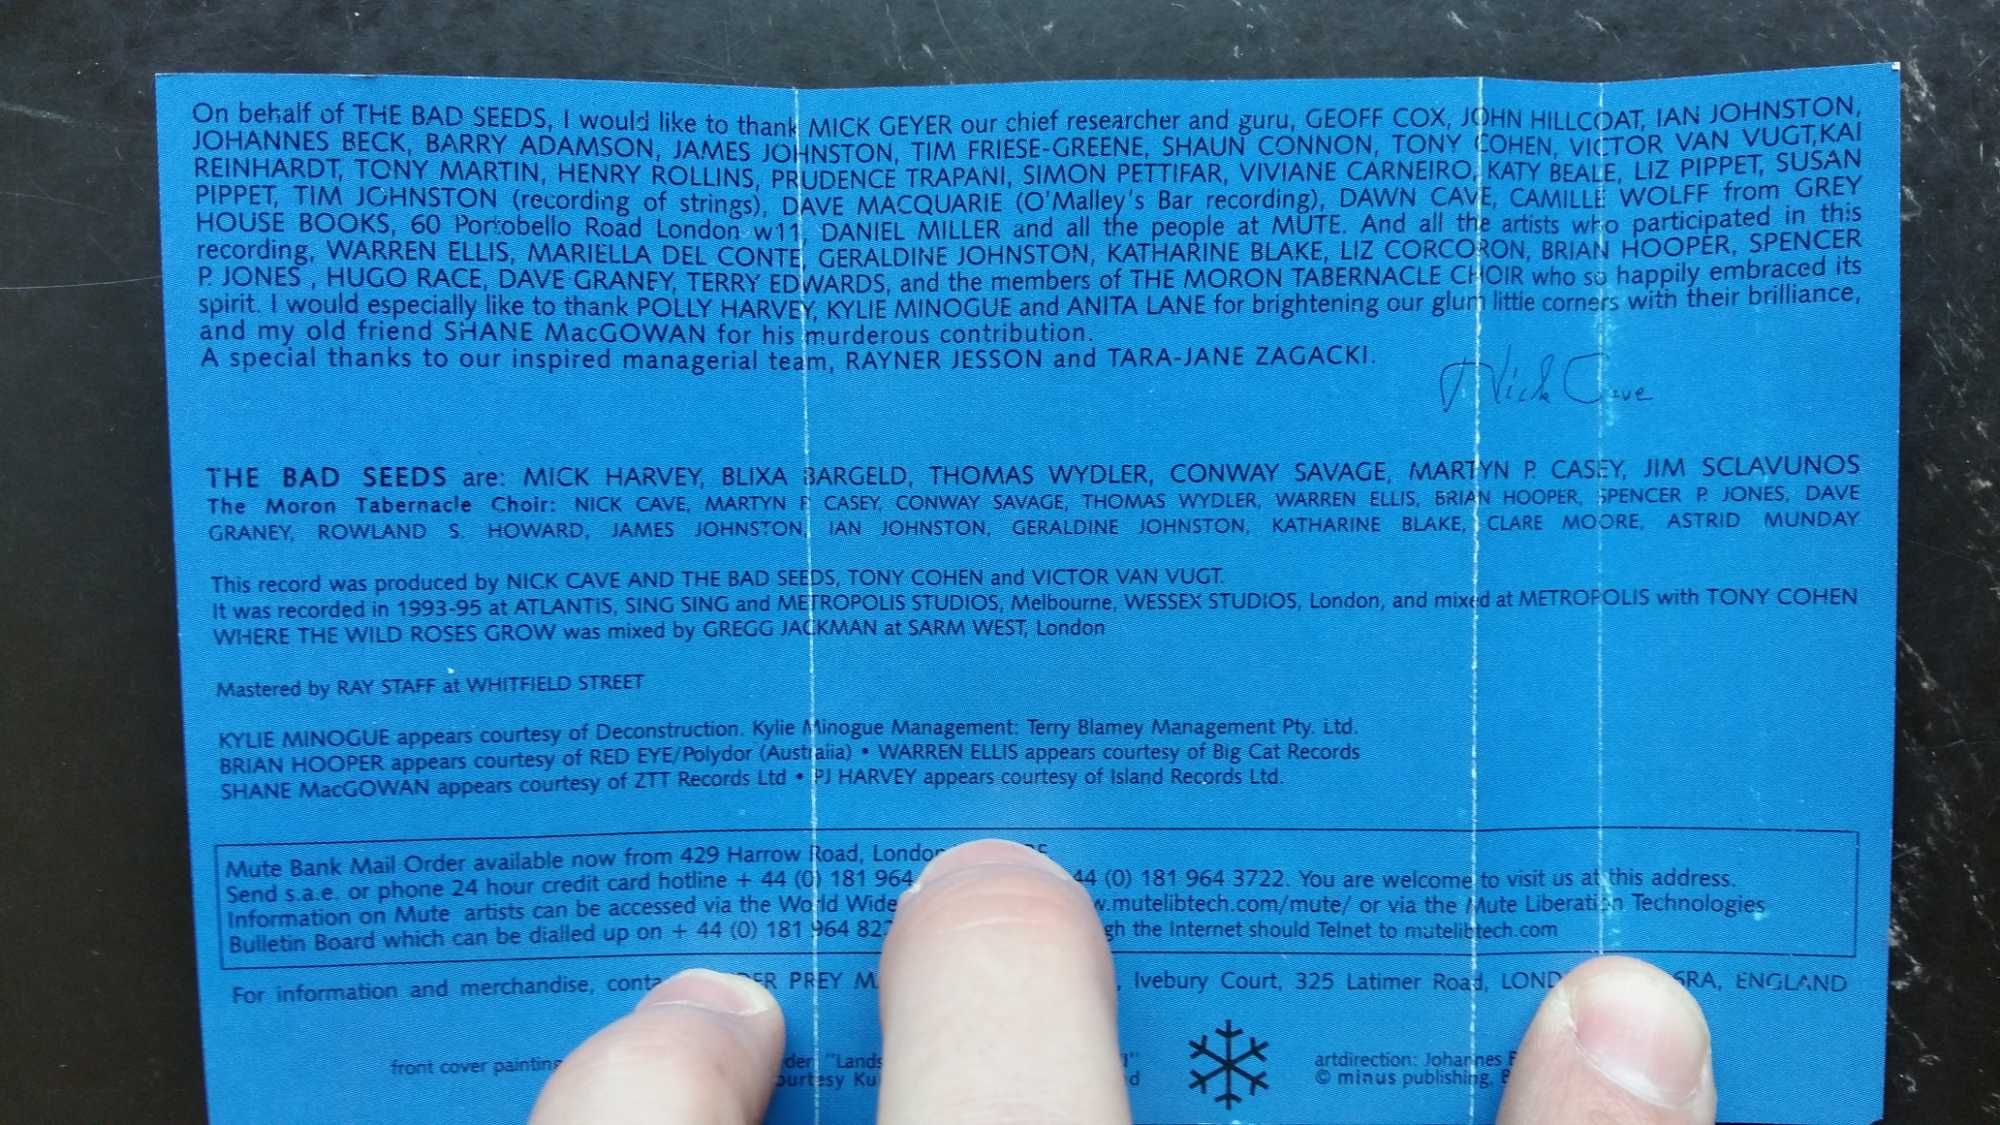 On behalf of THE BAD SEEDS, I would like to thank MICK GEYER our chief researcher and guru, GEOFF COX, JOHN HILLCOAT, IAN JOHNSTON,
JOHANNES BECK, BARRY ADAMSON, JAMES JOHNSTON, TIM FRIESE-GREENE, SHAUN CONNON, TONY COHEN, VICTOR VAN VUGT,KAI
REINHARDT, TONY MARTIN, HENRY ROLLINS, PRUDENCE TRAPANI, SIMON PETTIFAR, VIVIANE CARNEIRO, KATY BEALE, LIZ PIPPET, SUSAN
PIPPET, TIM JOHNSTON (recording of strings), DAVE MACQUARIE (O'Malley's Bar recording), DAWN CAVE, CAMILLE WOLFF from GREY
HOUSE BOOKS, 60 Portobello Road London w11, DANIEL MILLER and all the people at MUTE. And all the artists who participated in this
recording, WARREN ELLIS, MARIELLA DEL CONTE, GERALDINE JOHNSTON, KATHARINE BLAKE, LIZ CORCORON, BRIAN HOOPER, SPENCER
P. JONES , HUGO RACE, DAVE GRANEY, TERRY EDWARDS, and the members of THE MORON TABERNACLE CHOIR who so happily embraced its
spirit. I would especially like to thank POLLY HARVEY, KYLIE MINOGUE and ANITA LANE for brightening our glum little corners with their brilliance,
and my old friend SHANE MacGOWAN for his murderous contribution.
A special thanks to our inspired managerial team, RAYNER JESSON and TARA-JANE ZAGACKI.
Nick Cave
THE BAD SEEDS are: MICK HARVEY, BLIXA BARGELD, THOMAS WYDLER, CONWAY SAVAGE, MARTYN P. CASEY, JIM SCLAVUNOS
The Moron Tabernacle Choir: NICK CAVE, MARTYN P CASEY, CONWAY SAVAGE, THOMAS WYDLER, WARREN ELLIS, BRIAN HOOPER, SPENCER P. JONES, DAVE
GRANEY, ROWLAND S. HOWARD, JAMES JOHNSTON, IAN JOHNSTON, GERALDINE JOHNSTON, KATHARINE BLAKE, CLARE MOORE, ASTRID MUNDAY
This record was produced by NICK CAVE AND THE BAD SEEDS, TONY COHEN and VICTOR VAN VUGT.
It was recorded in 1993-95 at ATLANTIS, SING SING and METROPOLIS STUDIOS, Melbourne, WESSEX STUDIOS, London, and mixed at METROPOLIS with TONY COHEN
WHERE THE WILD ROSES GROW was mixed by GREGG JACKMAN at SARM WEST, London
Mastered by RAY STAFF at WHITFIELD STREET
KYLIE MINOGUE appears courtesy of Deconstruction. Kylie Minogue Management: Terry Blamey Management Pty. Ltd.
BRIAN HOOPER appears courtesy of RED EYE/Polydor (Australia) • WARREN ELLIS appears courtesy of Big Cat Records
SHANE MacGOWAN appears courtesy of ZTT Records Ltd • PJ HARVEY appears courtesy of Island Records Ltd.
Mute Bank Mail Order available now from 429 Harrow Road,
Send s.a.e. or phone 24 hour credit card hotline + 44 (0) 181 964 44 (0) 181 964 3722. You are welcome to visit us at this address.
Information on Mute artists can be accessed via the World Wide .mutelibtech.com/mute/ or via the Mute Liberation Technologies
Bulletin Board which can be dialled up on + 44 (0) 181 964 the Internet should Telnet to mutelibtech.com
For information and merchandise, PREY Ivebury Court, 325 Latimer Road, ENGLAND
front cover painting
artdirection: Johannes
© minus publishing,